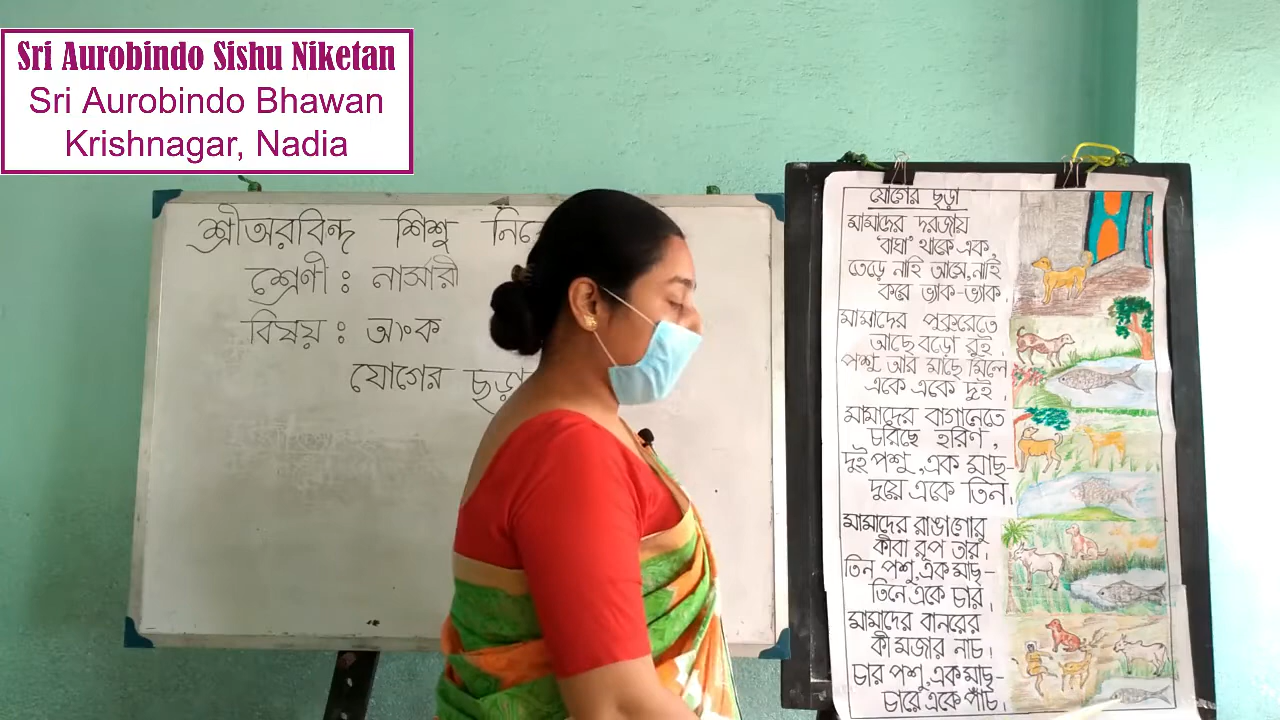 Sri Aurobindo Sishu Niketan
Sri Aurobindo Bhawan
Krishnagar, Nadia
শ্রীঅরবিন্দ শিশু
শ্রেণী : নার্সারী
বিষয় : অংক
যোগের ছড়া
যোগের ছড়া
মামাদের দরজায়
'বাঘা' থাকে এক,
তেড়ে নাহি আসে, নাহি
করে ভ্যাক-ভ্যাক.
মামাদের পুকুরেতে
আছে বড়ো রুই.
পশু আর মাছে মিলে
একে একে দুই.
মামাদের বাগানেতে
চরিছে হরিণ,
দুই পশু, এক মাছ-
দুয়ে একে তিন।
মামাদের রাঙাগোরু
কীবা রূপ তার।
তিন পশু, এক মাছ-
তিনে একে চার।
মামাদের বানরের
কী মজার নাচ।
চার পশু, এক মাছ-
চারে একে পাঁচ।